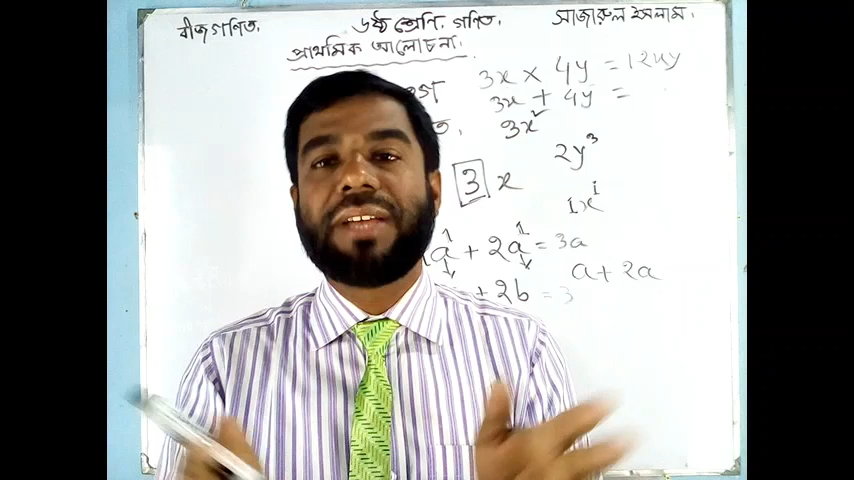 বীজগণিত. ৬ষ্ঠ শ্রেণি. গণিত. সাজারুল ইসলাম.
প্রাথমিক আলোচনা.
3x × 4y = 12xy
3x + 4y =
3x²
2y³
3 x
1x¹
a¹ + 2a¹ = 3a
a + 2a
+ 2b = 3